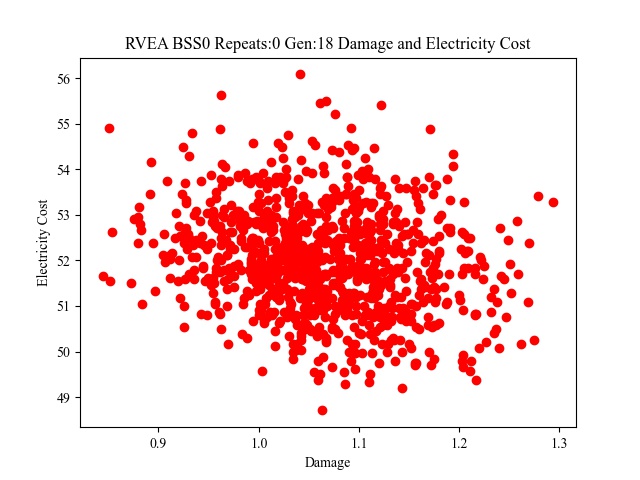 RVEA BSS0 Repeats:0 Gen:18 Damage and Electricity Cost
56
55
54
53
52
51
50
49
Electricity Cost
0.9 1.0 1.1 1.2 1.3
Damage